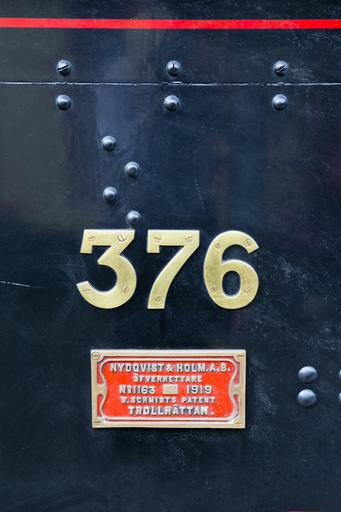 376
NYDQVIST & HOLM.A.B.
ÖFVERHETTARE
No 1163 1919
W. SCHMIDTS PATENT
TROLLHÄTTAN.